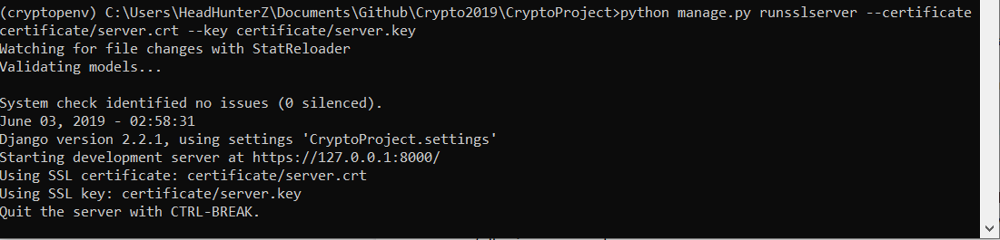 (cryptopenv) C:\Users\HeadHunterZ\Documents\Github\Crypto2019\CryptoProject>python manage.py runsslserver --certificate
certificate/server.crt --key certificate/server.key
Watching for file changes with StatReloader
Validating models...
System check identified no issues (0 silenced).
June 03, 2019 - 02:58:31
Django version 2.2.1, using settings 'CryptoProject.settings'
Starting development server at https://127.0.0.1:8000/
Using SSL certificate: certificate/server.crt
Using SSL key: certificate/server.key
Quit the server with CTRL-BREAK.